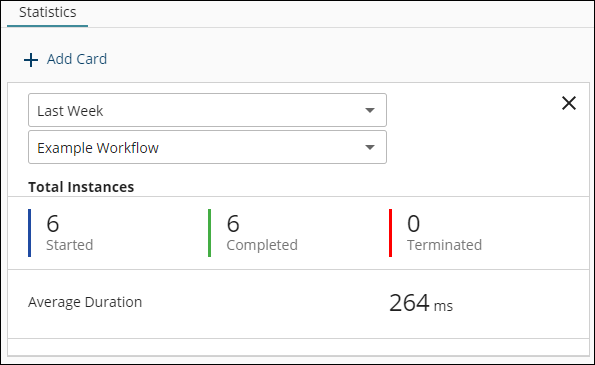 Statistics
Add Card
Last Week
Example Workflow
Total Instances
6 6 0
Started Completed Terminated
Average Duration 264 ms